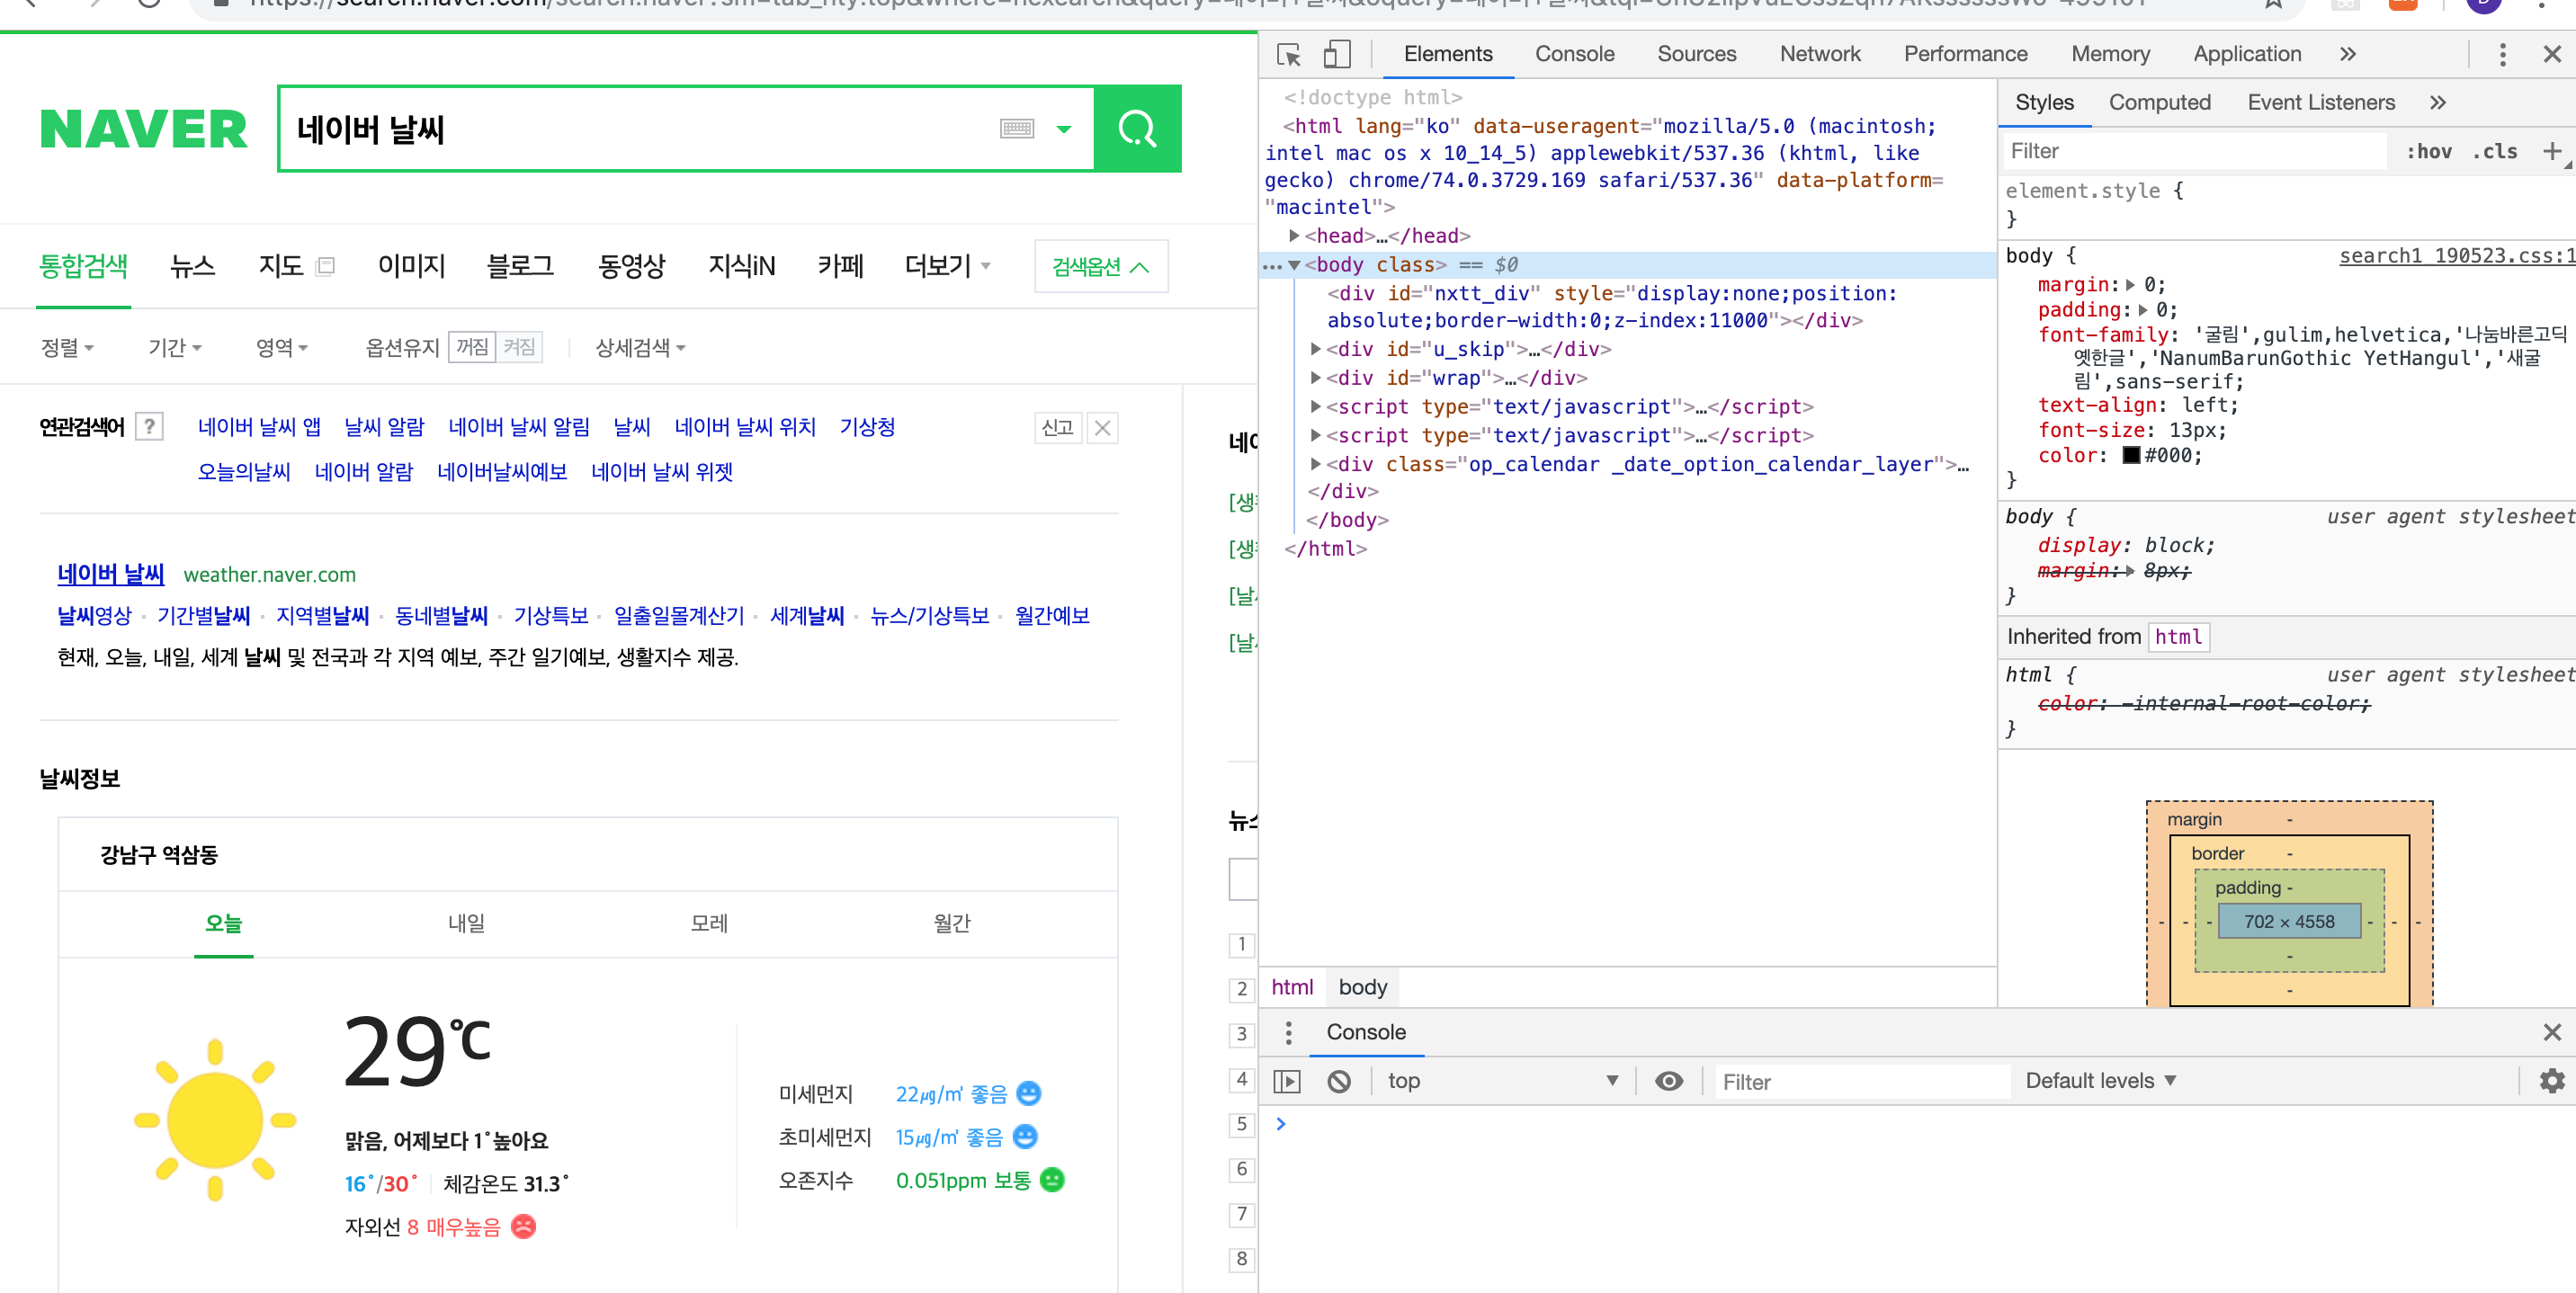 NAVER
네이버 날씨
통합검색 뉴스 지도 이미지 블로그 동영상 지식iN 카페 더보기 검색옵션
정렬 기간 영역 옵션유지 꺼짐 켜짐 상세검색
연관검색어 ? 네이버 날씨 앱 날씨 알람 네이버 날씨 알림 날씨 네이버 날씨 위치 기상청 신고
오늘의날씨 네이버 알람 네이버날씨예보 네이버 날씨 위젯
네이버 날씨 weather.naver.com
날씨영상 · 기간별날씨 · 지역별날씨 · 동네별날씨 · 기상특보 · 일출일몰계산기 · 세계날씨 · 뉴스/기상특보 · 월간예보
현재, 오늘, 내일, 세계 날씨 및 전국과 각 지역 예보, 주간 일기예보, 생활지수 제공.
날씨정보
강남구 역삼동
오늘 내일 모레 월간
29℃
맑음, 어제보다 1˚높아요
16˚/30˚ 체감온도 31.3˚
자외선 8 매우높음
미세먼지 22㎍/㎥ 좋음
초미세먼지 15㎍/㎥ 좋음
오존지수 0.051ppm 보통
1
2
3
4
5
6
7
8
Elements Console Sources Network Performance Memory Application »
<!doctype html>
<html lang="ko" data-useragent="mozilla/5.0 (macintosh;
intel mac os x 10_14_5) applewebkit/537.36 (khtml, like
gecko) chrome/74.0.3729.169 safari/537.36" data-platform=
"macintel">
▶<head>…</head>
…▼<body class> == $0
<div id="nxtt_div" style="display:none;position:
absolute;border-width:0;z-index:11000"></div>
▶<div id="u_skip">…</div>
▶<div id="wrap">…</div>
▶<script type="text/javascript">…</script>
▶<script type="text/javascript">…</script>
▶<div class="op_calendar _date_option_calendar_layer">…
</div>
</body>
</html>
html body
Styles Computed Event Listeners »
Filter :hov .cls +
element.style {
}
body { search1_190523.css:1
margin:▶ 0;
padding:▶ 0;
font-family: '굴림',gulim,helvetica,'나눔바른고딕
옛한글','NanumBarunGothic YetHangul','새굴
림',sans-serif;
text-align: left;
font-size: 13px;
color: #000;
}
body { user agent stylesheet
display: block;
margin:▶ 8px;
}
Inherited from html
html { user agent stylesheet
color: -internal-root-color;
}
margin -
border -
padding -
- - - 702 × 4558 - - -
-
-
Console
top ▼ Filter Default levels ▼
>